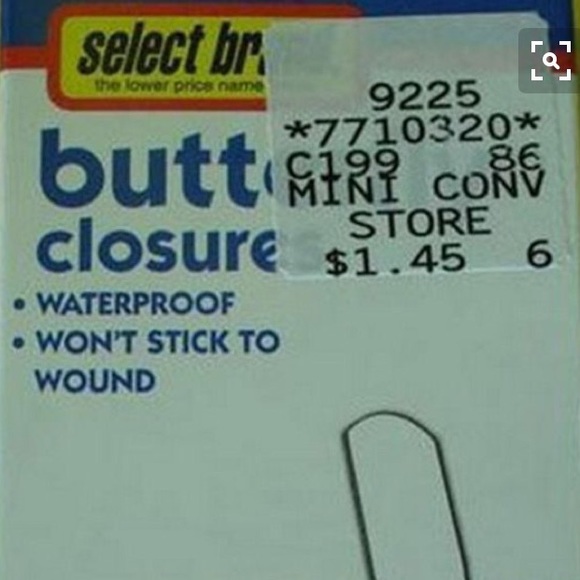 select br
the lower price name
butt
closure
• WATERPROOF
• WON'T STICK TO
WOUND
9225
*7710320*
C199 86
MINI CONV
STORE
$1.45 6